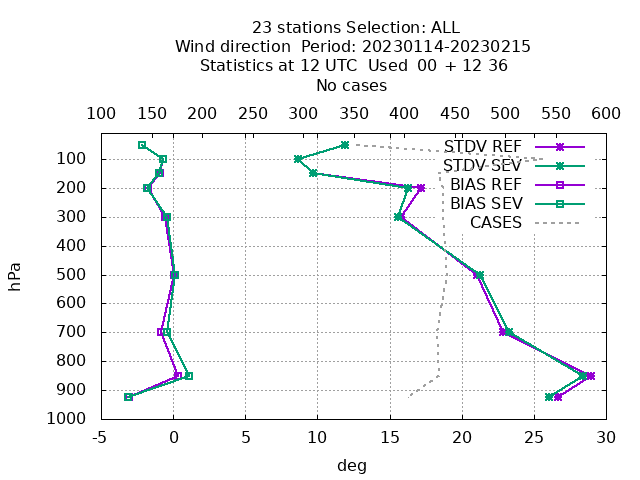 23 stations Selection: ALL
Wind direction  Period: 20230114-20230215
Statistics at 12 UTC  Used  00 + 12 36
No cases
100 150 200 250 300 350 400 450 500 550 600
STDV REF
STDV SEV
BIAS REF
BIAS SEV
CASES
hPa
100
200
300
400
500
600
700
800
900
1000
-5 0 5 10 15 20 25 30
deg